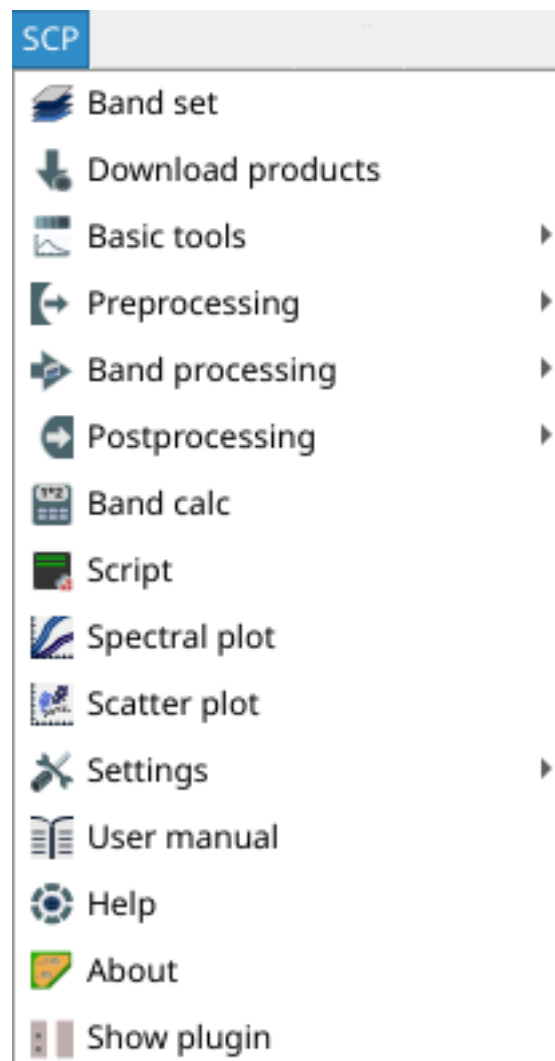 SCP
Band set
Download products
Basic tools
Preprocessing
Band processing
Postprocessing
Band calc
Script
Spectral plot
Scatter plot
Settings
User manual
Help
About
Show plugin